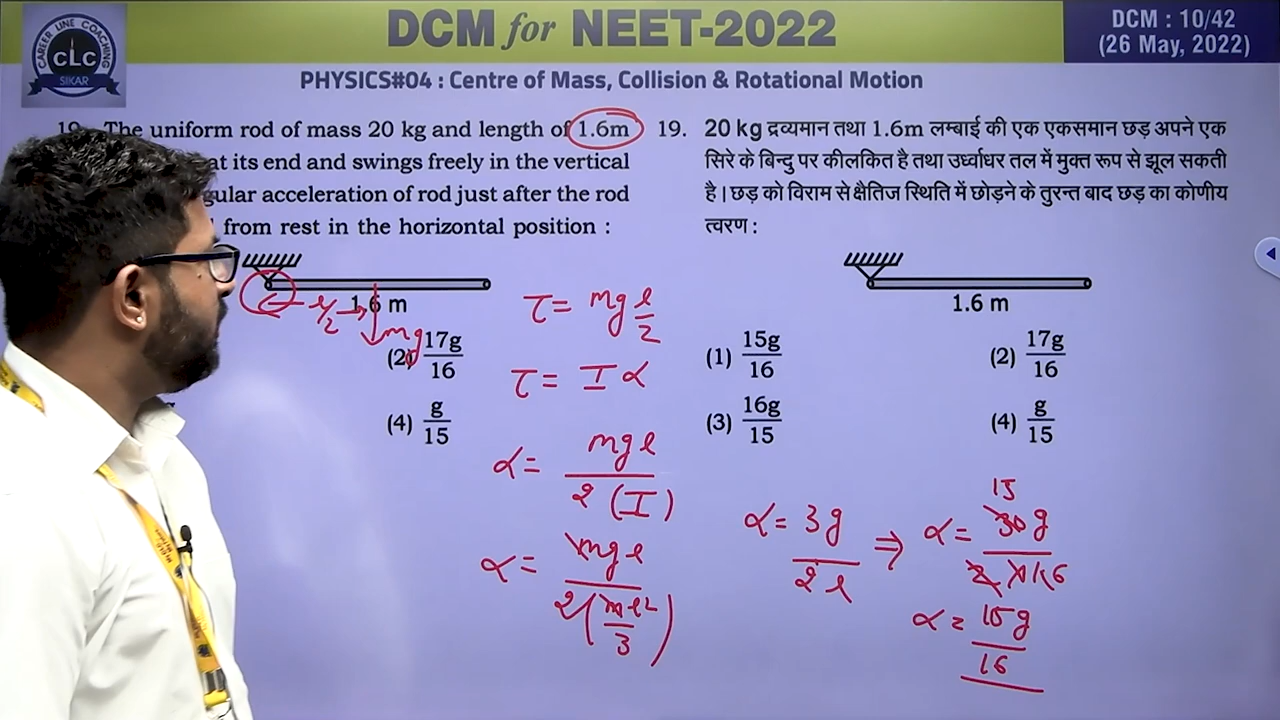 CAREER LINE COACHING
CLC
SIKAR
DCM for NEET-2022
DCM : 10/42
(26 May, 2022)
PHYSICS#04 : Centre of Mass, Collision & Rotational Motion
19. The uniform rod of mass 20 kg and length of 1.6m
at its end and swings freely in the vertical
gular acceleration of rod just after the rod
from rest in the horizontal position :
1.6 m
ℓ/2
mg
(2) 17g/16
(4) g/15
τ = mg ℓ/2
τ = I α
α = mgℓ / 2(I)
α = mgℓ / 2(mℓ²/3)
19. 20 kg द्रव्यमान तथा 1.6m लम्बाई की एक एकसमान छड़ अपने एक
सिरे के बिन्दु पर कीलकित है तथा उर्ध्वाधर तल में मुक्त रूप से झूल सकती
है। छड़ को विराम से क्षैतिज स्थिति में छोड़ने के तुरन्त बाद छड़ का कोणीय
त्वरण :
1.6 m
(1) 15g/16
(2) 17g/16
(3) 16g/15
(4) g/15
α = 3g / 2ℓ ⇒ α = 30g / 2×16
15
α = 15g / 16